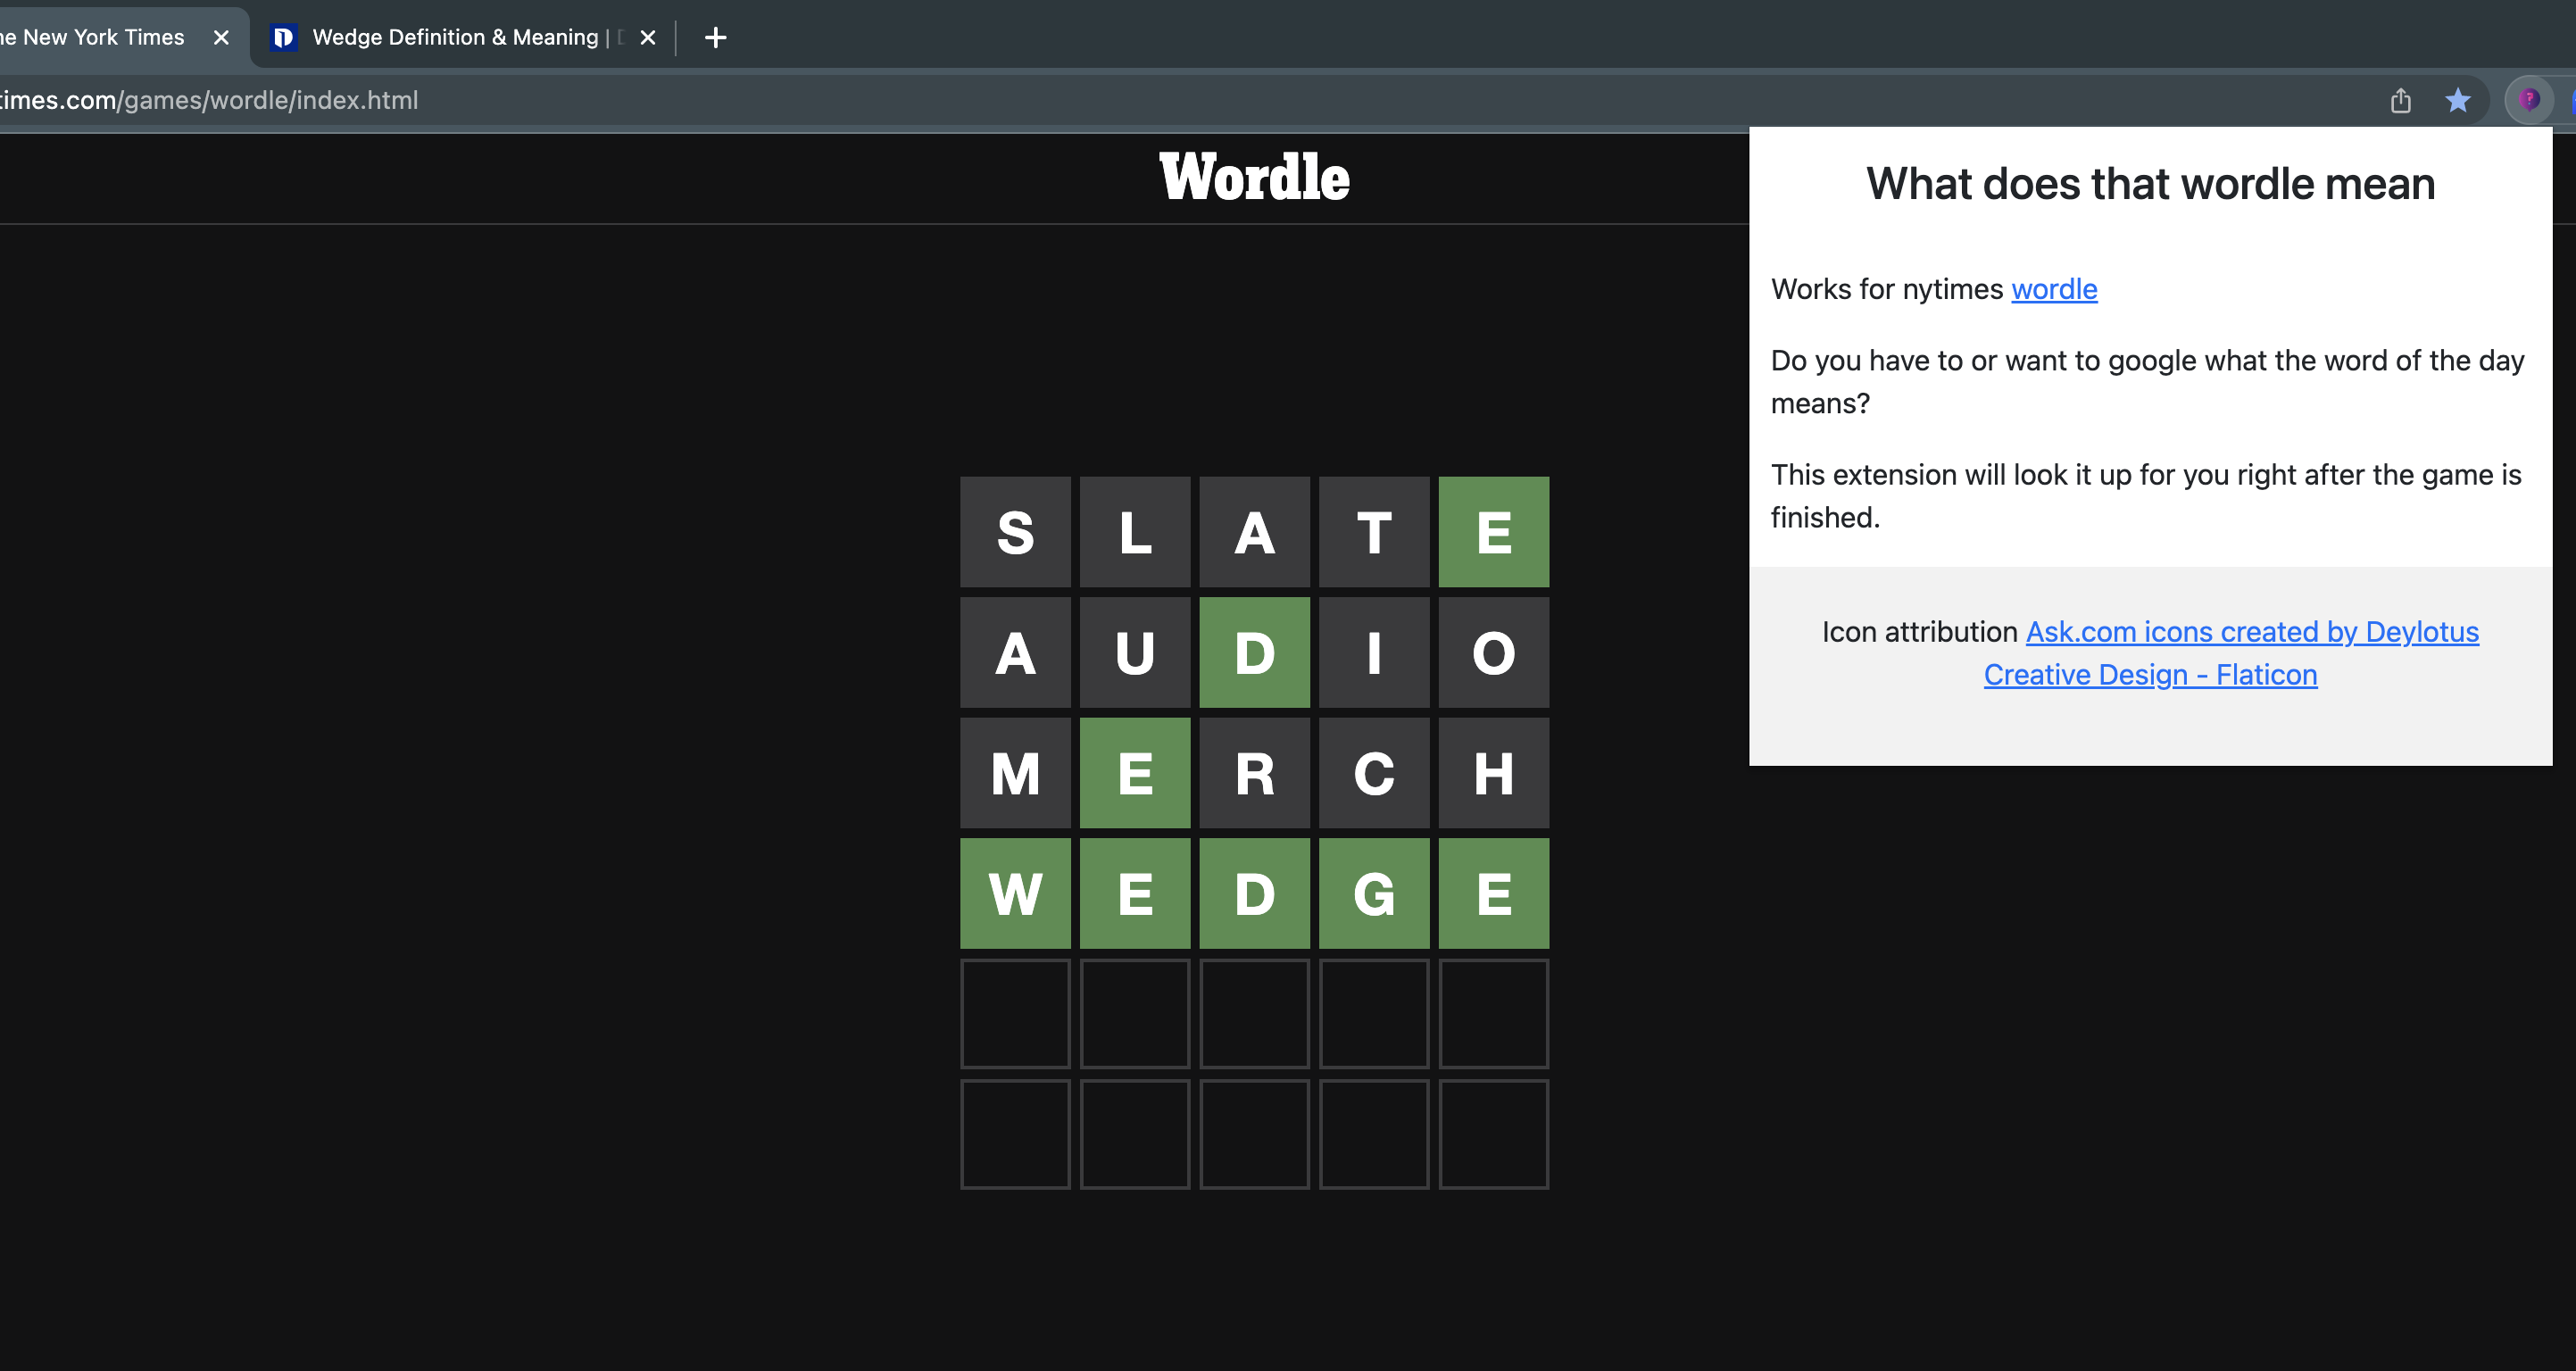 he New York Times
Wedge Definition & Meaning |
times.com/games/wordle/index.html
Wordle
What does that wordle mean
Works for nytimes wordle
Do you have to or want to google what the word of the day
means?
This extension will look it up for you right after the game is
finished.
Icon attribution Ask.com icons created by Deylotus
Creative Design - Flaticon
S L A T E
A U D I O
M E R C H
W E D G E